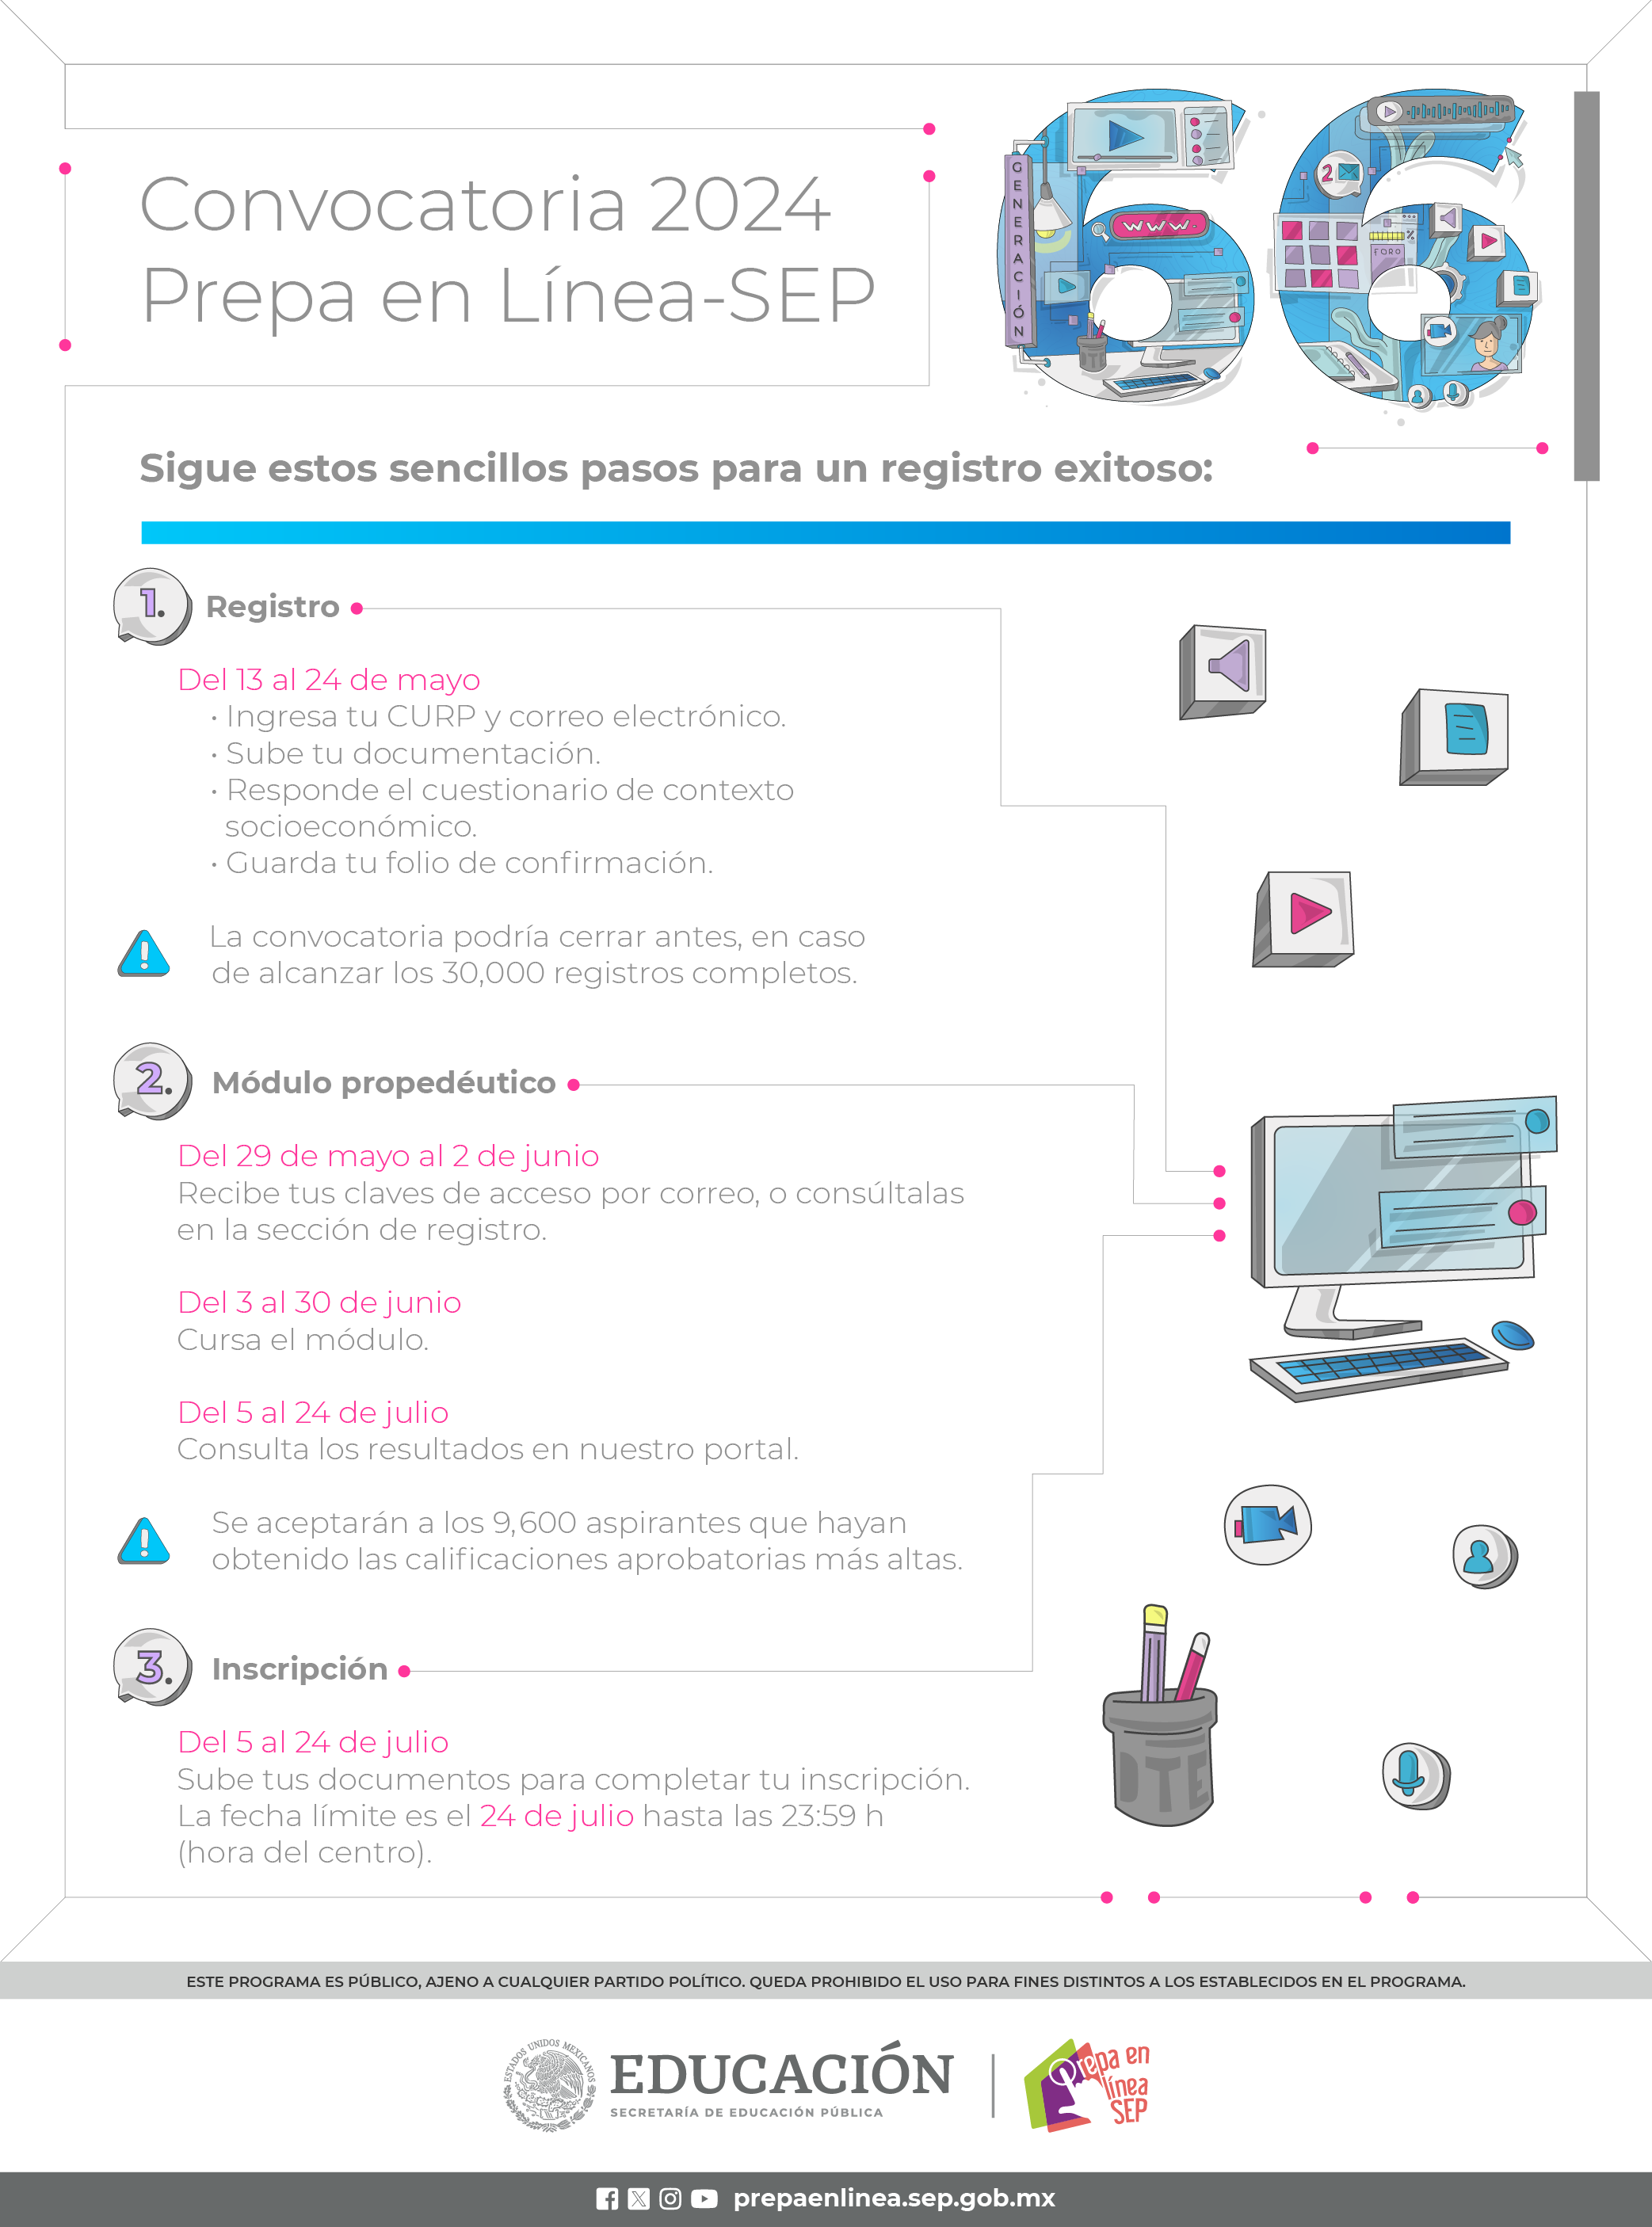 Convocatoria 2024
Prepa en Línea-SEP
GENERACIÓN
www.
2
FORO
Sigue estos sencillos pasos para un registro exitoso:
1. Registro
Del 13 al 24 de mayo
• Ingresa tu CURP y correo electrónico.
• Sube tu documentación.
• Responde el cuestionario de contexto
socioeconómico.
• Guarda tu folio de confirmación.
La convocatoria podría cerrar antes, en caso
de alcanzar los 30,000 registros completos.
2. Módulo propedéutico
Del 29 de mayo al 2 de junio
Recibe tus claves de acceso por correo, o consúltalas
en la sección de registro.
Del 3 al 30 de junio
Cursa el módulo.
Del 5 al 24 de julio
Consulta los resultados en nuestro portal.
Se aceptarán a los 9,600 aspirantes que hayan
obtenido las calificaciones aprobatorias más altas.
3. Inscripción
Del 5 al 24 de julio
Sube tus documentos para completar tu inscripción.
La fecha límite es el 24 de julio hasta las 23:59 h
(hora del centro).
DTE
ESTE PROGRAMA ES PÚBLICO, AJENO A CUALQUIER PARTIDO POLÍTICO. QUEDA PROHIBIDO EL USO PARA FINES DISTINTOS A LOS ESTABLECIDOS EN EL PROGRAMA.
ESTADOS UNIDOS MEXICANOS
EDUCACIÓN
SECRETARÍA DE EDUCACIÓN PÚBLICA
Prepa en
línea
SEP
prepaenlinea.sep.gob.mx